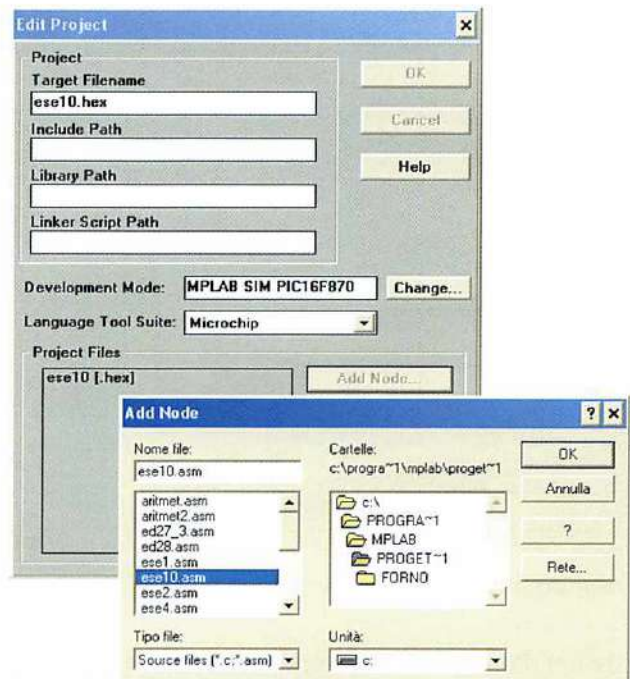 Edit Project
Project
Target Filename
ese10.hex
Include Path
Library Path
Linker Script Path
OK
Cancel
Help
Development Mode:
MPLAB SIM PIC16F870
Change...
Language Tool Suite:
Microchip
Project Files
ese10 [.hex]
Add Node...
Add Node
Nome file:
ese10.asm
aritmet.asm
aritmet2.asm
ed27_3.asm
ed28.asm
ese1.asm
ese10.asm
ese2.asm
ese4.asm
Tipo file:
Source files (*.c;*.asm)
Cartelle:
c:\progra~1\mplab\proget~1
c:\
PROGRA~1
MPLAB
PROGET~1
FORNO
Unità:
c:
OK
Annulla
?
Rete...